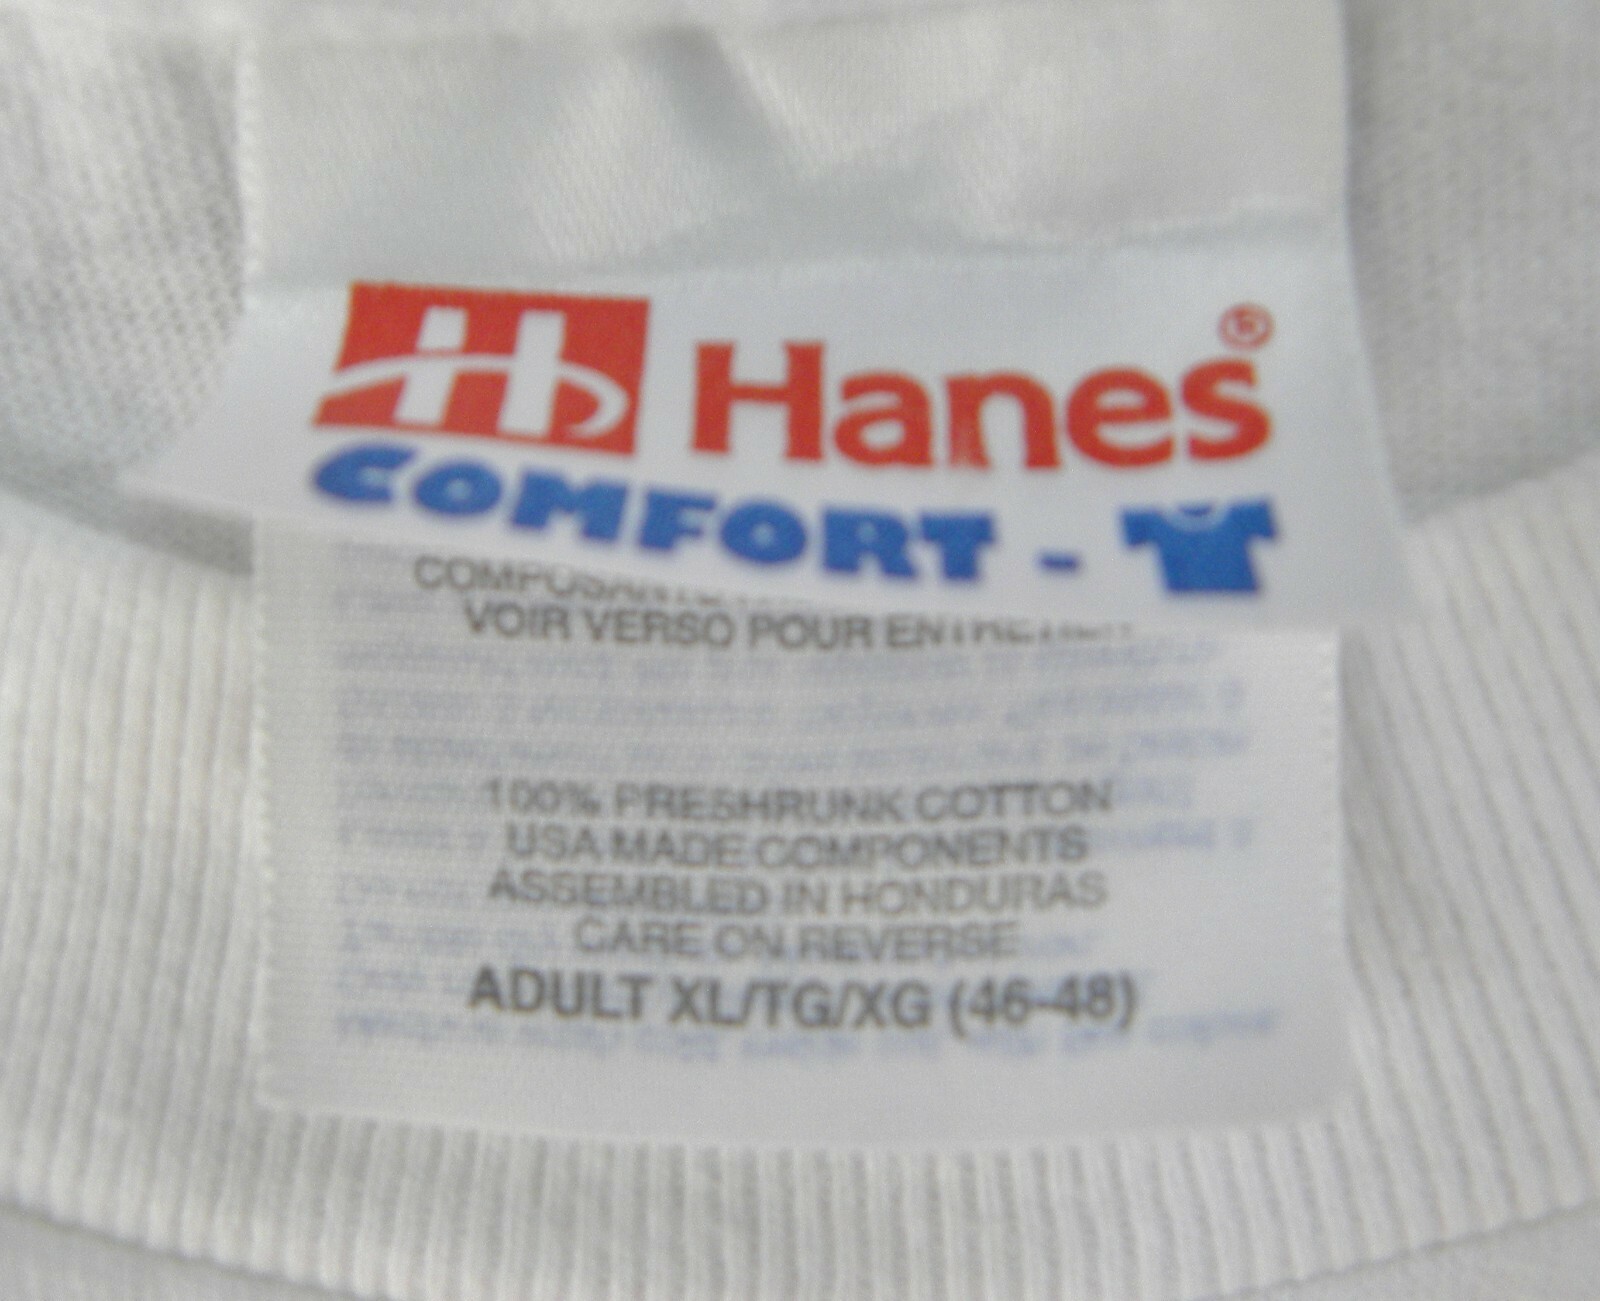 H Hanes®
COMFORT -
VOIR VERSO POUR ENTRETIEN
100% PRESHRUNK COTTON
USA MADE COMPONENTS
ASSEMBLED IN HONDURAS
CARE ON REVERSE
ADULT XL/TG/XG (46-48)